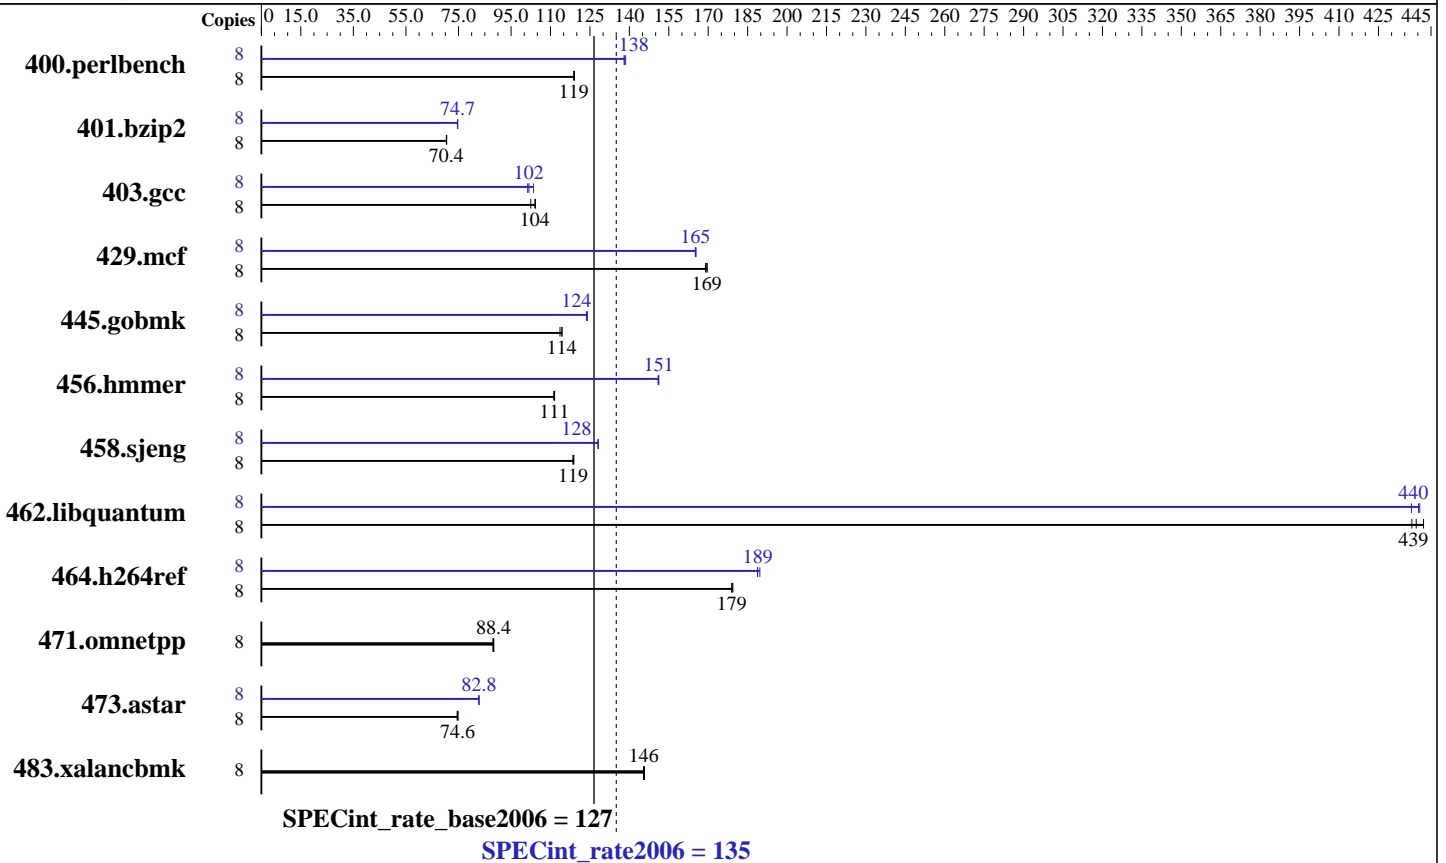 Copies 0 15.0 35.0 55.0 75.0 95.0 110 125 140 155 170 185 200 215 230 245 260 275 290 305 320 335 350 365 380 395 410 425 445
400.perlbench 8 138
8 119
401.bzip2 8 74.7
8 70.4
403.gcc 8 102
8 104
429.mcf 8 165
8 169
445.gobmk 8 124
8 114
456.hmmer 8 151
8 111
458.sjeng 8 128
8 119
462.libquantum 8 440
8 439
464.h264ref 8 189
8 179
471.omnetpp 8 88.4
473.astar 8 82.8
8 74.6
483.xalancbmk 8 146
SPECint_rate_base2006 = 127
SPECint_rate2006 = 135